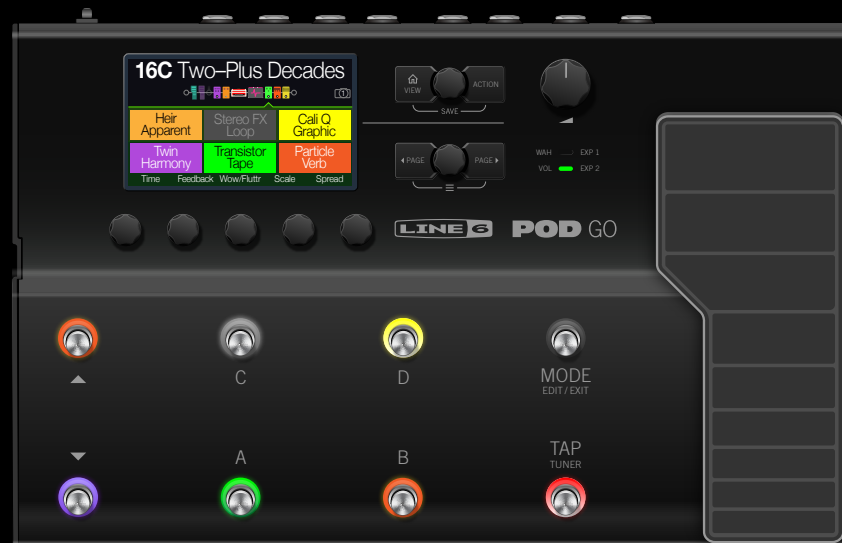 16C Two–Plus Decades
1
Heir Apparent
Stereo FX Loop
Cali Q Graphic
Twin Harmony
Transistor Tape
Particle Verb
Time Feedback Wow/Fluttr Scale Spread
VIEW
ACTION
SAVE
PAGE
PAGE
WAH EXP 1
VOL EXP 2
LINE 6 POD GO
C
D
MODE
EDIT / EXIT
A
B
TAP
TUNER